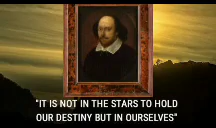 "IT IS NOT IN THE STARS TO HOLD
OUR DESTINY BUT IN OURSELVES"